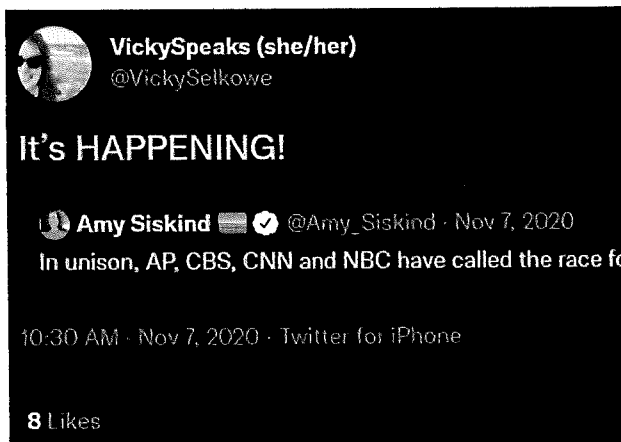 VickySpeaks (she/her)
@VickySelkowe
It's HAPPENING!
Amy Siskind @Amy_Siskind · Nov 7, 2020
In unison, AP, CBS, CNN and NBC have called the race fo
10:30 AM · Nov 7, 2020 · Twitter for iPhone
8 Likes